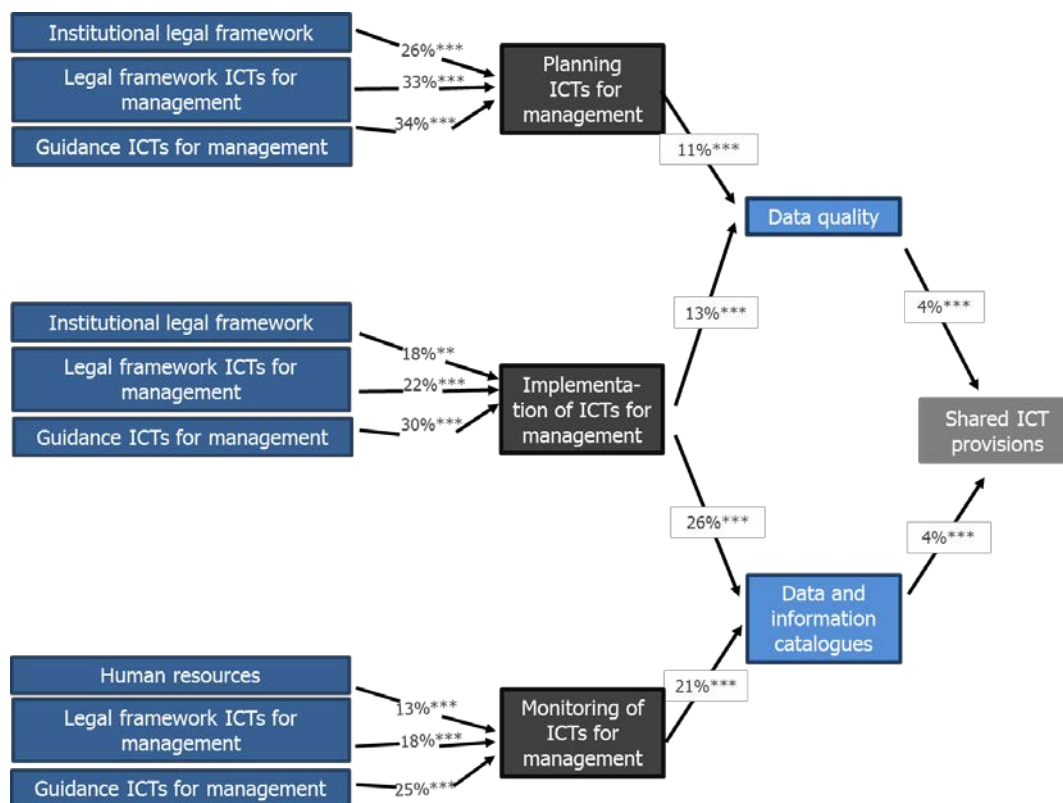 Institutional legal framework
26%***
Legal framework ICTs for
management
33%***
Guidance ICTs for management
34%***
Planning
ICTs for
management
11%***
Data quality
Institutional legal framework
18%**
Legal framework ICTs for
management
22%***
Guidance ICTs for management
30%***
Implementa-
tion of ICTs for
management
13%***
4%***
Shared ICT
provisions
26%***
4%***
Data and
information
catalogues
Human resources
13%***
Legal framework ICTs for
management
18%***
Guidance ICTs for management
25%***
Monitoring of
ICTs for
management
21%***